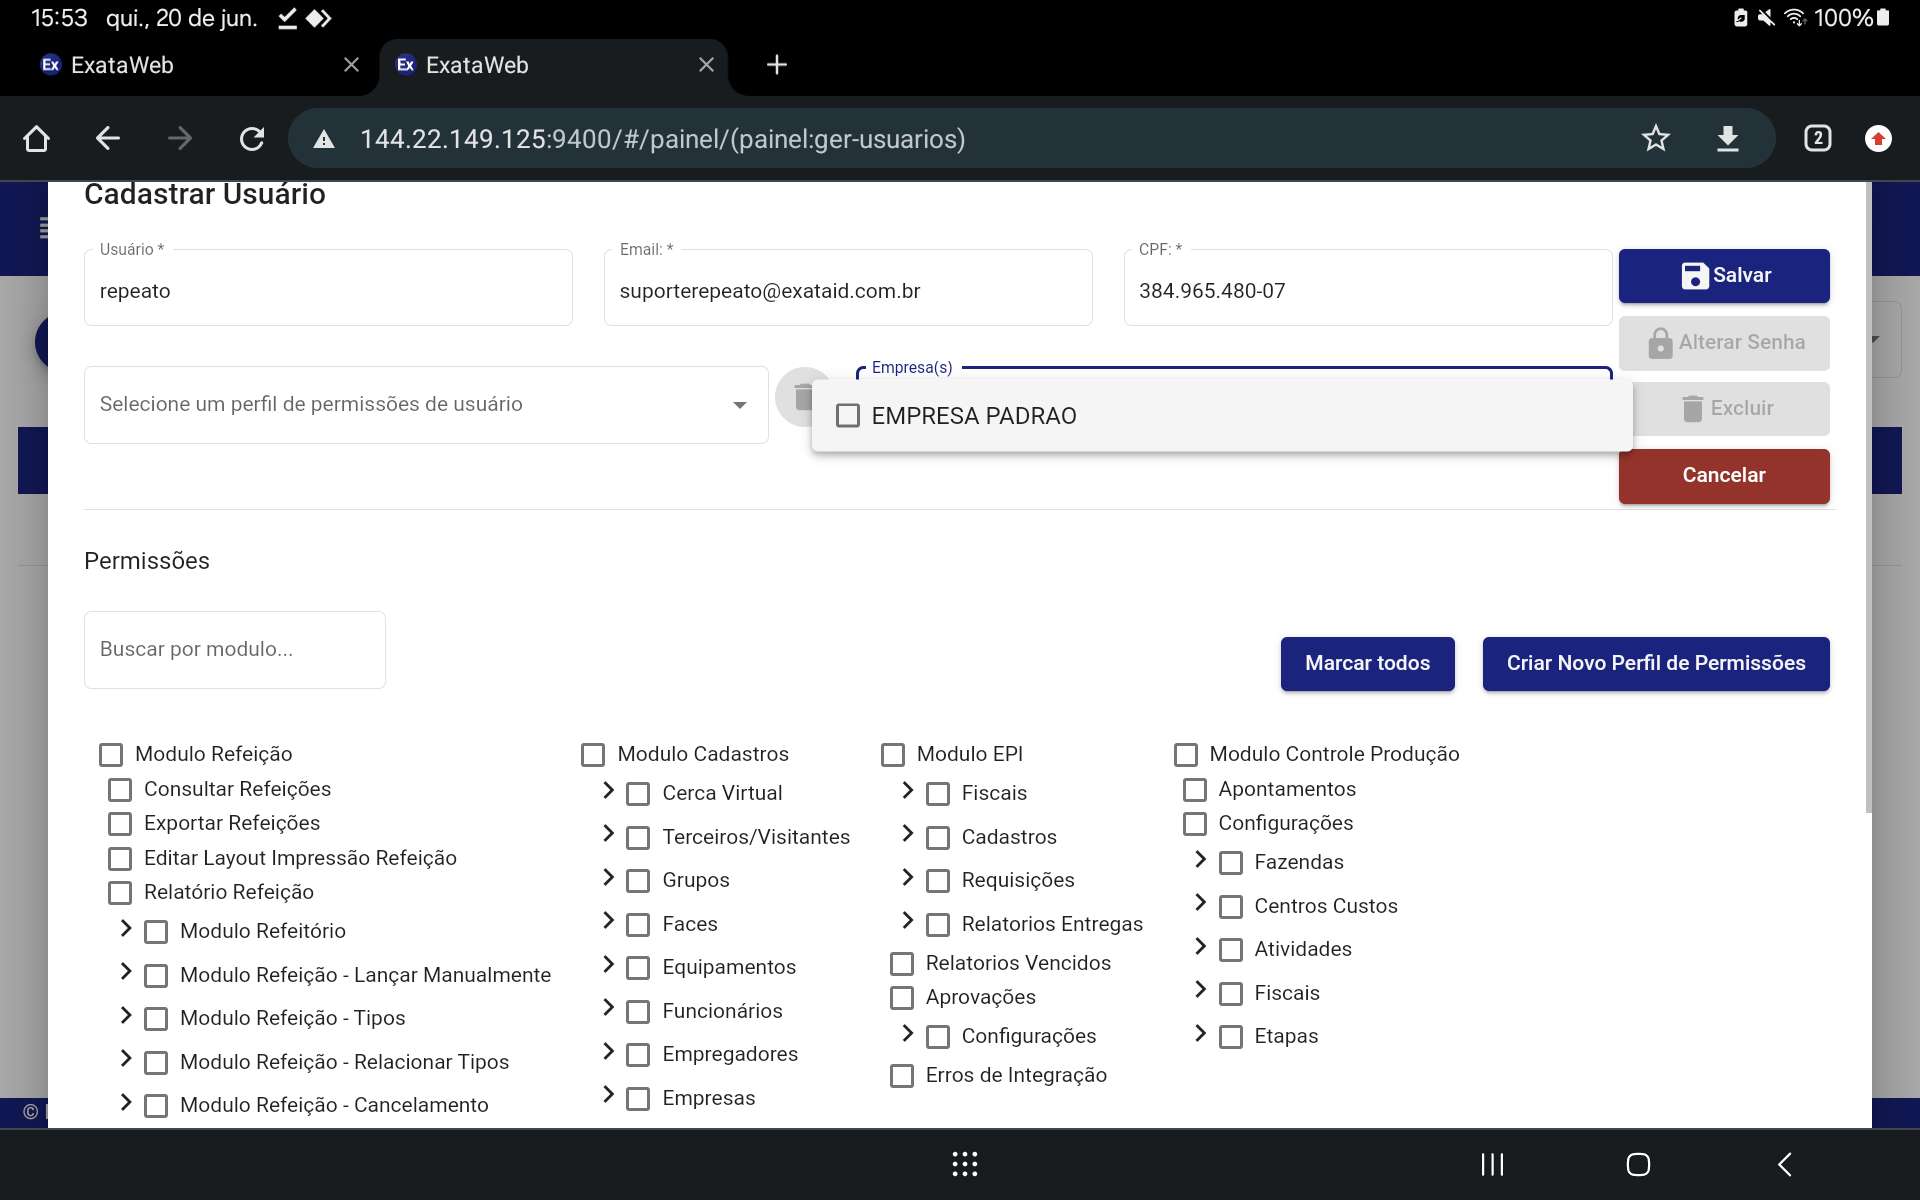 15:53 qui., 20 de jun.
100%
Ex ExataWeb
Ex ExataWeb
144.22.149.125:9400/#/painel/(painel:ger-usuarios)
2
Cadastrar Usuário
Usuário *
repeato
Email: *
suporterepeato@exataid.com.br
CPF: *
384.965.480-07
Salvar
Alterar Senha
Selecione um perfil de permissões de usuário
Empresa(s)
EMPRESA PADRAO
Excluir
Cancelar
Permissões
Buscar por modulo...
Marcar todos
Criar Novo Perfil de Permissões
Modulo Refeição
Consultar Refeições
Exportar Refeições
Editar Layout Impressão Refeição
Relatório Refeição
Modulo Refeitório
Modulo Refeição - Lançar Manualmente
Modulo Refeição - Tipos
Modulo Refeição - Relacionar Tipos
Modulo Refeição - Cancelamento
Modulo Cadastros
Cerca Virtual
Terceiros/Visitantes
Grupos
Faces
Equipamentos
Funcionários
Empregadores
Empresas
Modulo EPI
Fiscais
Cadastros
Requisições
Relatorios Entregas
Relatorios Vencidos
Aprovações
Configurações
Erros de Integração
Modulo Controle Produção
Apontamentos
Configurações
Fazendas
Centros Custos
Atividades
Fiscais
Etapas
©